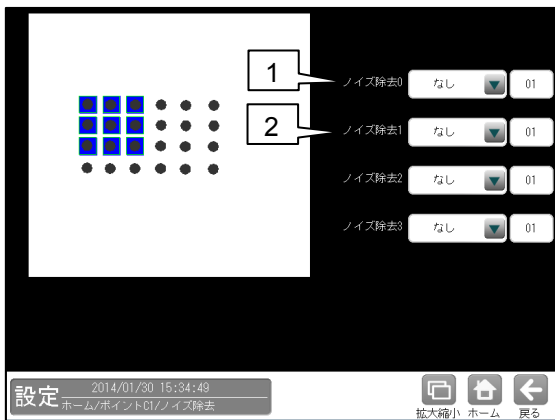 1
ノイズ除去0 なし 01
2
ノイズ除去1 なし 01
ノイズ除去2 なし 01
ノイズ除去3 なし 01
設定
2014/01/30 15:34:49
ホーム/ポイントC1/ノイズ除去
拡大縮小 ホーム 戻る